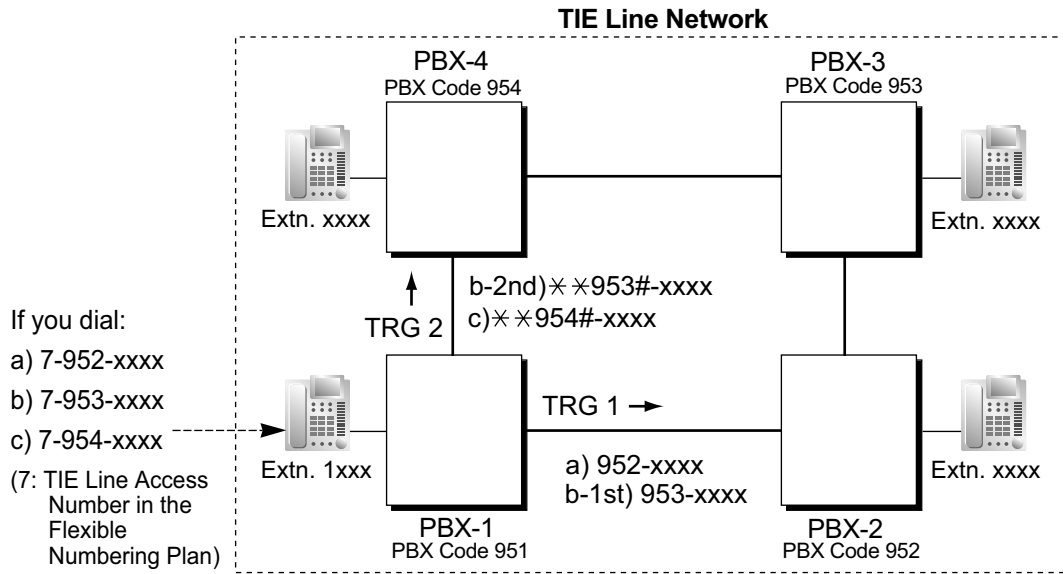 TIE Line Network
PBX-4
PBX Code 954
PBX-3
PBX Code 953
Extn. xxxx
Extn. xxxx
b-2nd)✳✳953#-xxxx
c)✳✳954#-xxxx
TRG 2
If you dial:
a) 7-952-xxxx
b) 7-953-xxxx
c) 7-954-xxxx
(7: TIE Line Access
Number in the
Flexible
Numbering Plan)
Extn. 1xxx
TRG 1
a) 952-xxxx
b-1st) 953-xxxx
Extn. xxxx
PBX-1
PBX Code 951
PBX-2
PBX Code 952